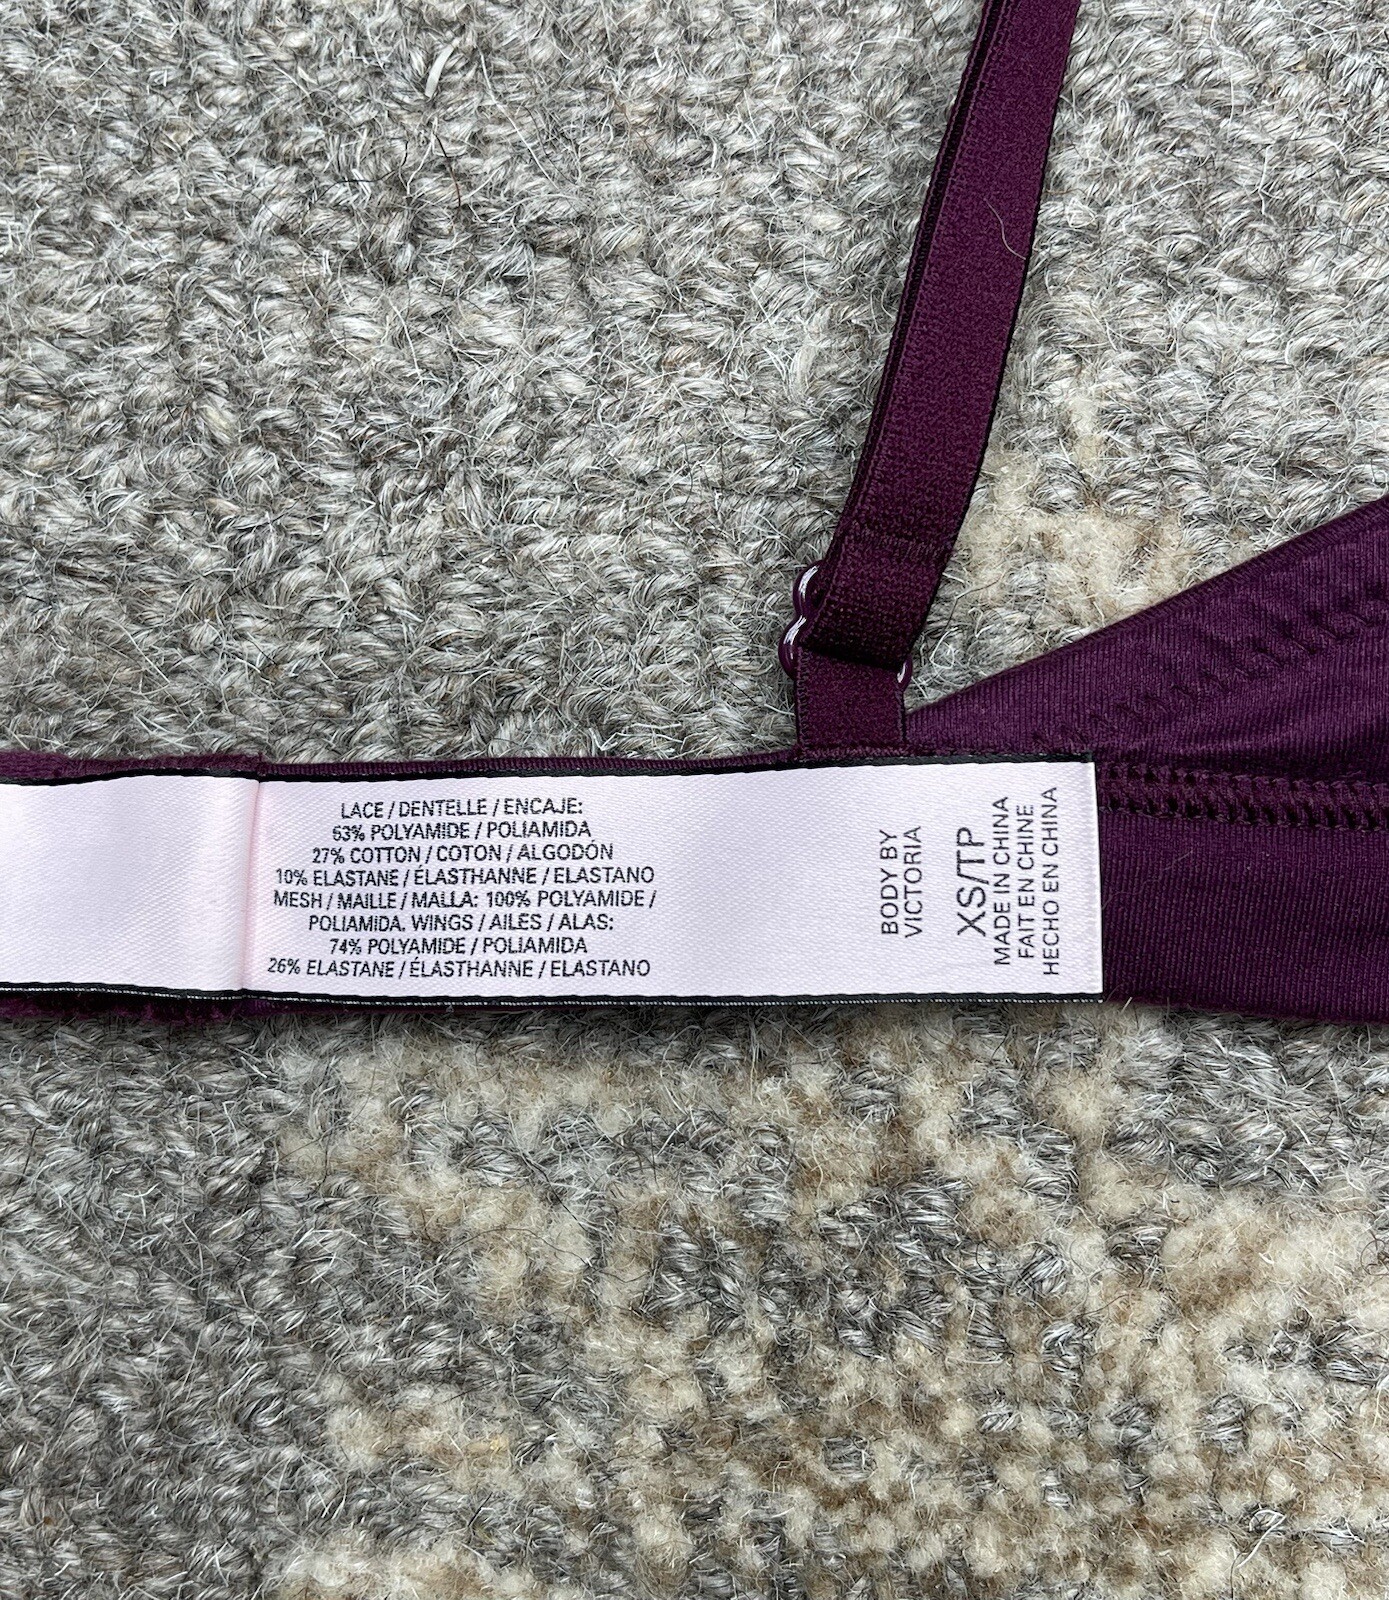 LACE / DENTELLE / ENCAJE:
63% POLYAMIDE / POLIAMIDA
27% COTTON / COTON / ALGODÓN
10% ELASTANE / ÉLASTHANNE / ELASTANO
MESH / MAILLE / MALLA: 100% POLYAMIDE /
POLIAMIDA. WINGS / AILES / ALAS:
74% POLYAMIDE / POLIAMIDA
26% ELASTANE / ÉLASTHANNE / ELASTANO
BODY BY
VICTORIA
XS/TP
MADE IN CHINA
FAIT EN CHINE
HECHO EN CHINA